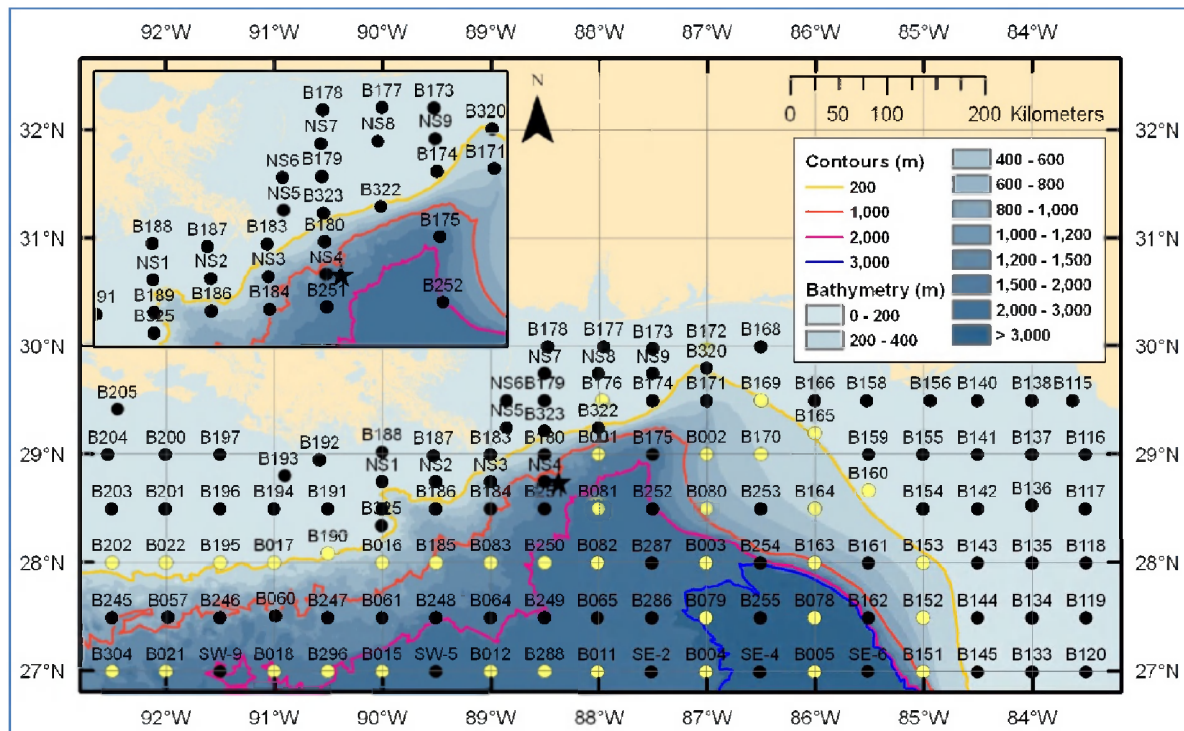 92°W 91°W 90°W 89°W 88°W 87°W 86°W 85°W 84°W
32°N 31°N 30°N 29°N 28°N 27°N
B178 B177 B173
B320
NS7 NS8 NS9
B171
NS6 B179 B174
NS5 B323 B322
B188 B187 B183 B180 B175
NS1 NS2 NS3 NS4
B189 B186 B184 B251 B252
91 B325
N
0 50 100 200 Kilometers
Contours (m)
200
1,000
2,000
3,000
Bathymetry (m)
0 - 200
200 - 400
400 - 600
600 - 800
800 - 1,000
1,000 - 1,200
1,200 - 1,500
1,500 - 2,000
2,000 - 3,000
> 3,000
32°N 31°N 30°N 29°N 28°N 27°N
B178 B177 B173 B172 B168
NS7 NS8 NS9 B320
B205 NS6 B179 B176 B174 B171 B169 B166 B158 B156 B140 B138 B115
NS5 B323 B322 B165
B204 B200 B197 B192 B188 B187 B183 B180 B001 B175 B002 B170 B159 B155 B141 B137 B116
B193 NS1 NS2 NS3 NS4 B160
B203 B201 B196 B194 B191 B186 B184 B251 B081 B252 B080 B253 B164 B154 B142 B136 B117
B325
B202 B022 B195 B017 B190 B016 B185 B083 B250 B082 B287 B003 B254 B163 B161 B153 B143 B135 B118
B245 B057 B246 B060 B247 B061 B248 B064 B249 B065 B286 B079 B255 B078 B162 B152 B144 B134 B119
B304 B021 SW-9 B018 B296 B015 SW-5 B012 B288 B011 SE-2 B004 SE-4 B005 SE-6 B151 B145 B133 B120
92°W 91°W 90°W 89°W 88°W 87°W 86°W 85°W 84°W